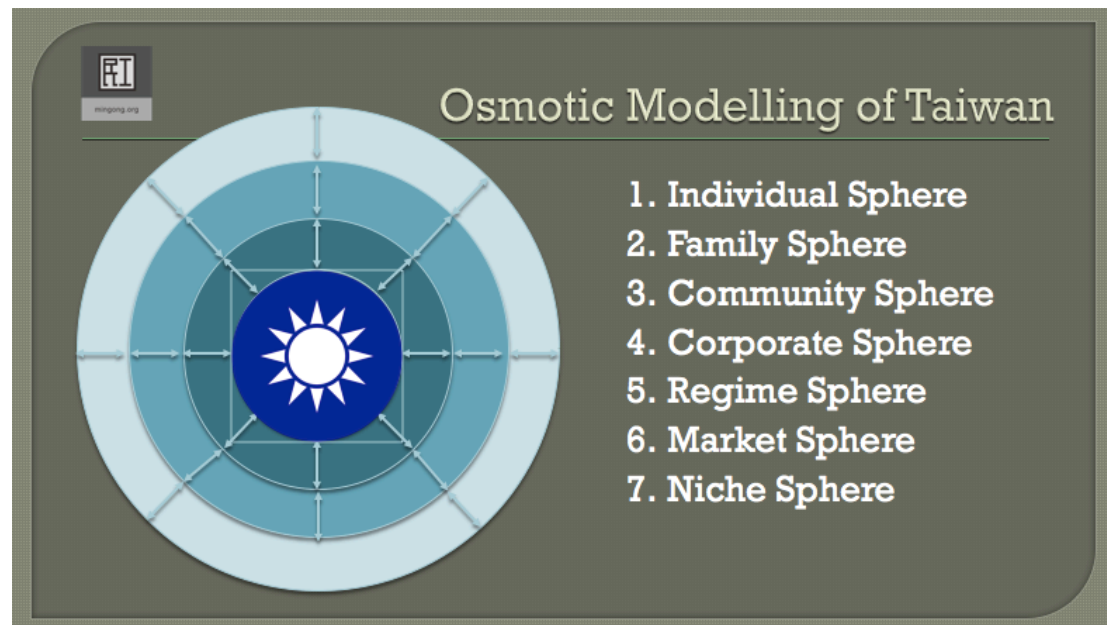 mingong.org
Osmotic Modelling of Taiwan
1. Individual Sphere
2. Family Sphere
3. Community Sphere
4. Corporate Sphere
5. Regime Sphere
6. Market Sphere
7. Niche Sphere